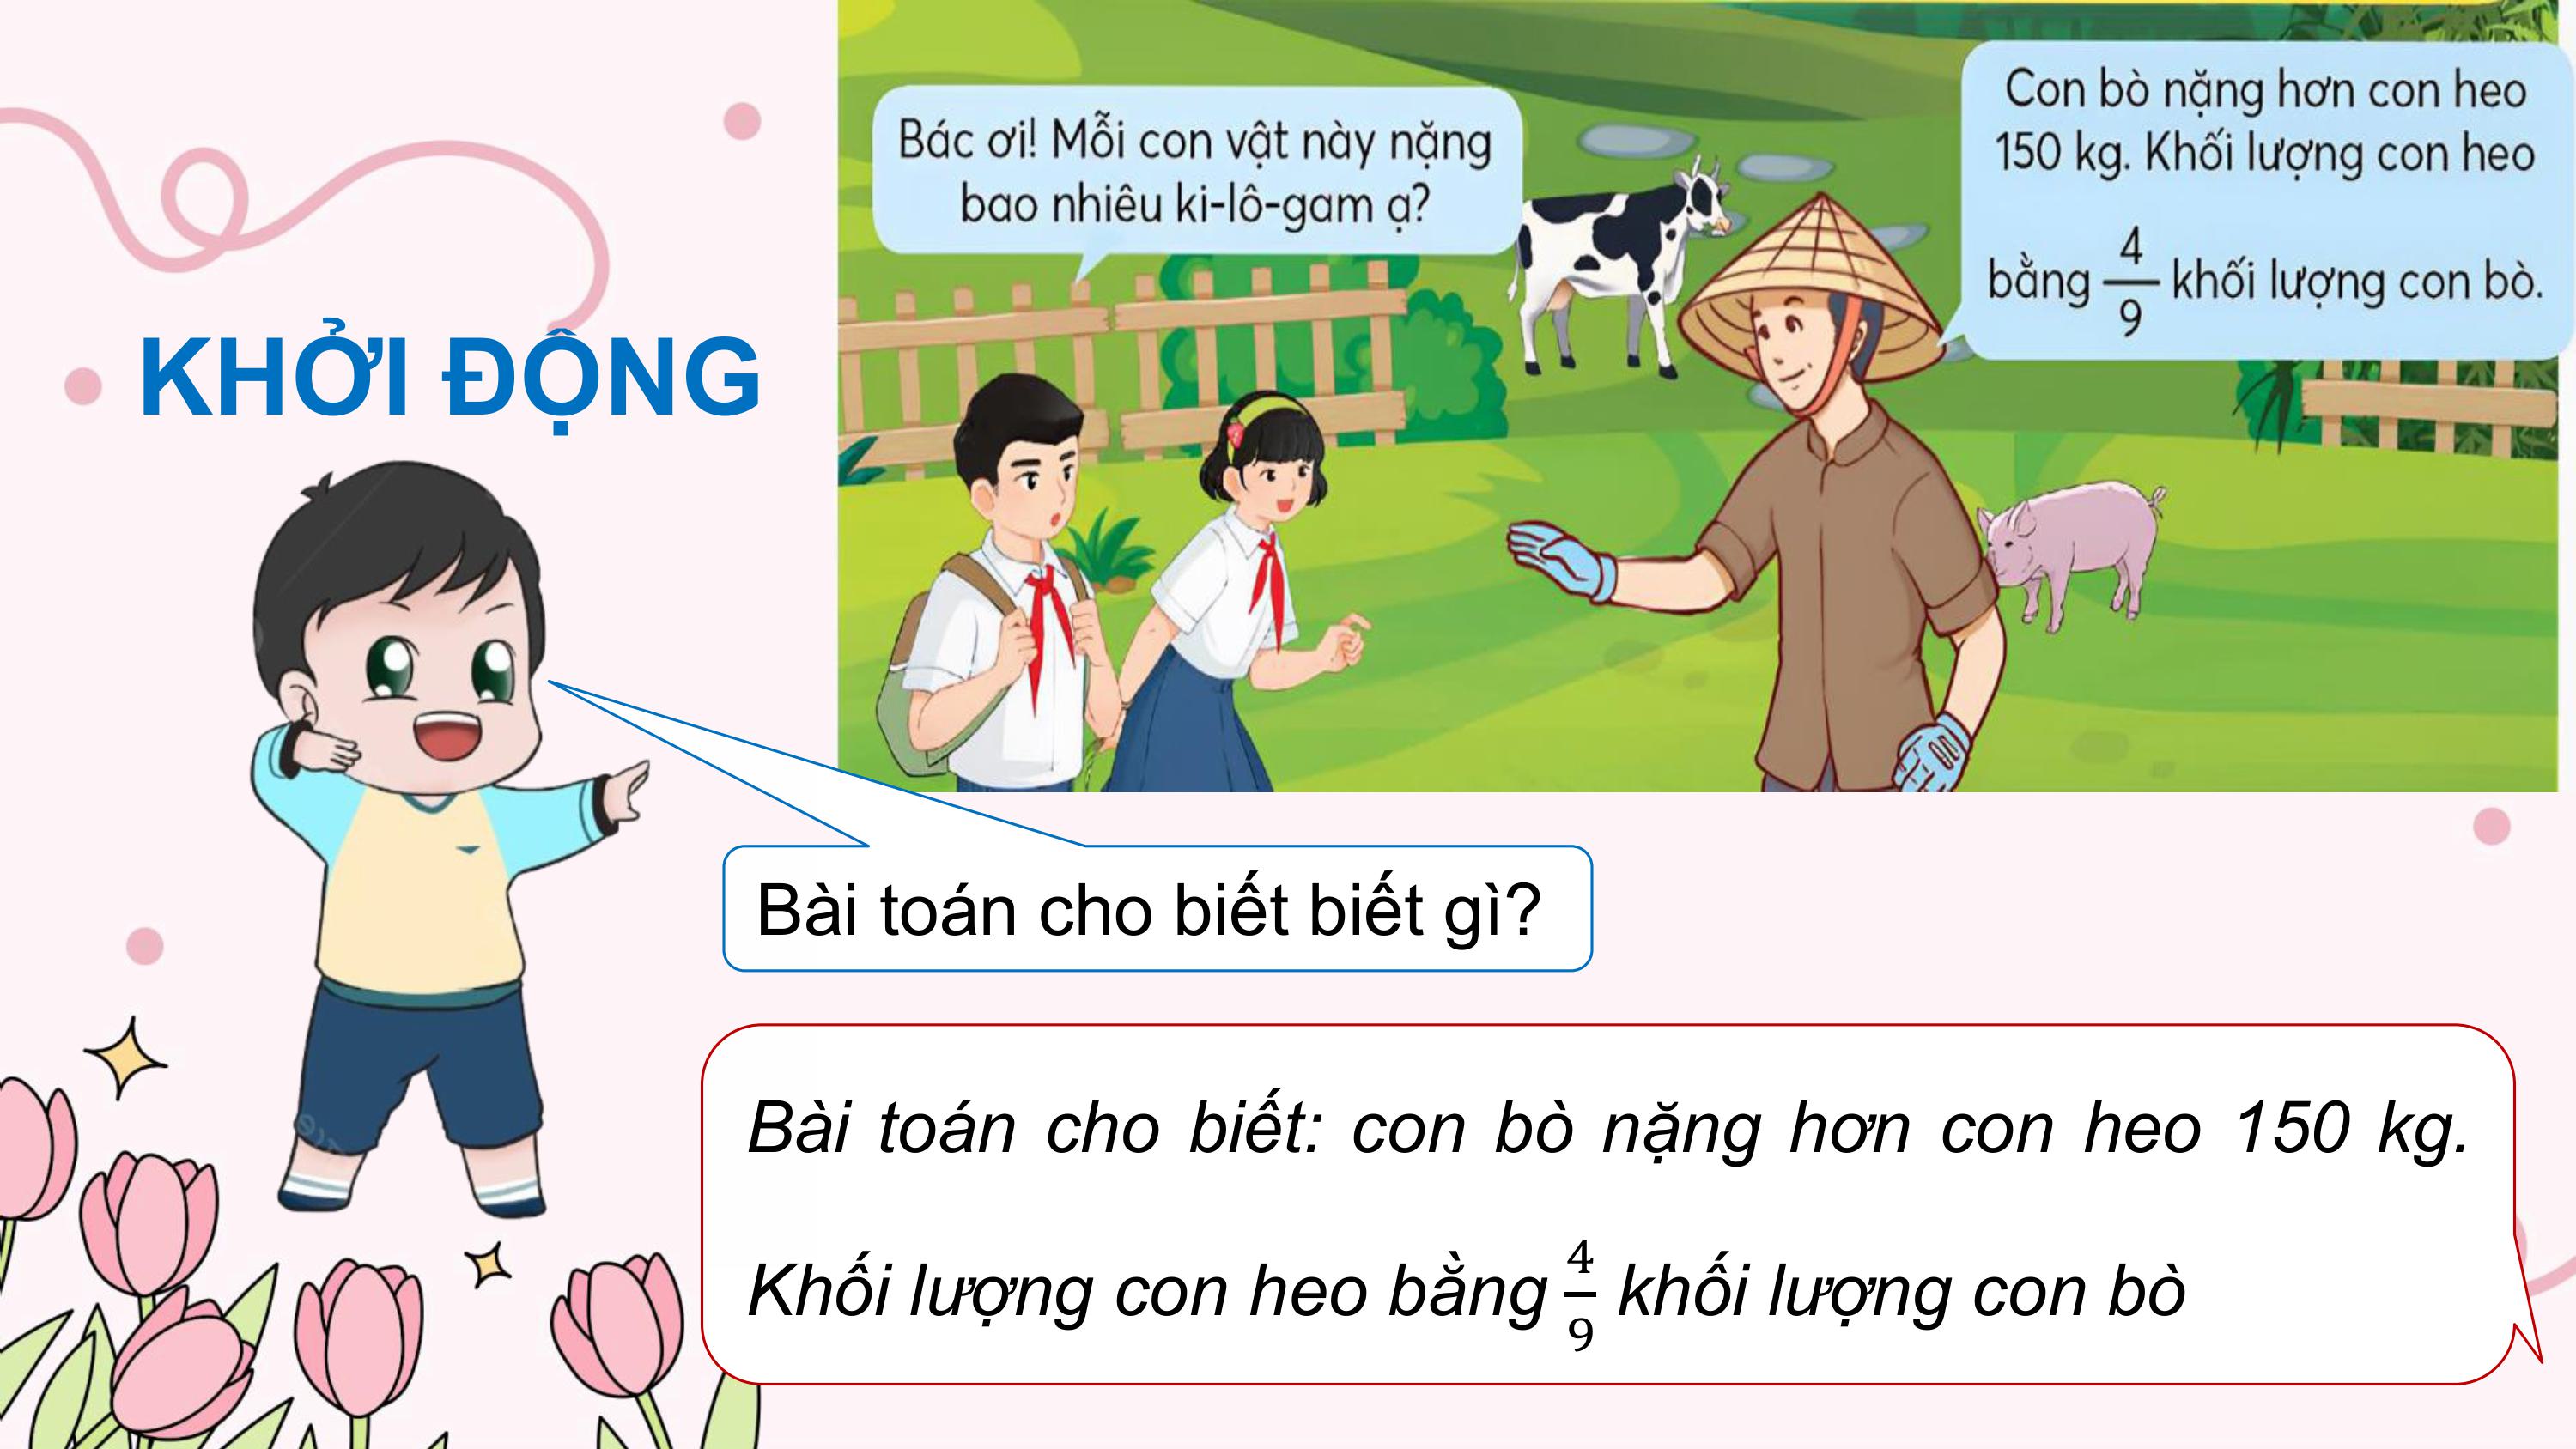 Bác ơi! Mỗi con vật này nặng
bao nhiêu ki-lô-gam ạ?
Con bò nặng hơn con heo
150 kg. Khối lượng con heo
bằng 4/9 khối lượng con bò.
KHỞI ĐỘNG
Bài toán cho biết biết gì?
Bài toán cho biết: con bò nặng hơn con heo 150 kg.
Khối lượng con heo bằng 4/9 khối lượng con bò